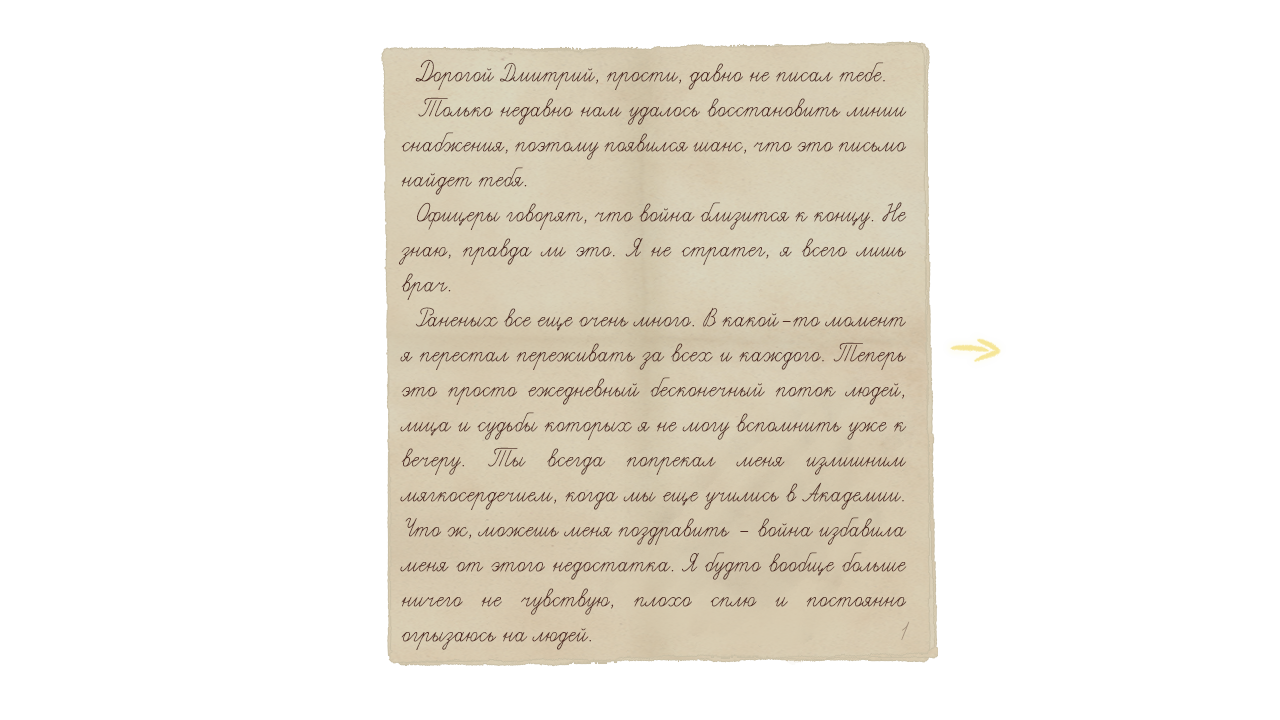 Дорогой Дмитрий, прости, давно не писал тебе.
Только недавно нам удалось восстановить линии
снабжения, поэтому появился шанс, что это письмо
найдет тебя.
Офицеры говорят, что война близится к концу. Не
знаю, правда ли это. Я не стратег, я всего лишь
врач.
Раненых все еще очень много. В какой-то момент
я перестал переживать за всех и каждого. Теперь
это просто ежедневный бесконечный поток людей,
лица и судьбы которых я не могу вспомнить уже к
вечеру. Ты всегда попрекал меня излишним
мягкосердечием, когда мы еще учились в Академии.
Что ж, можешь меня поздравить – война избавила
меня от этого недостатка. Я будто вообще больше
ничего не чувствую, плохо сплю и постоянно
огрызаюсь на людей.
1